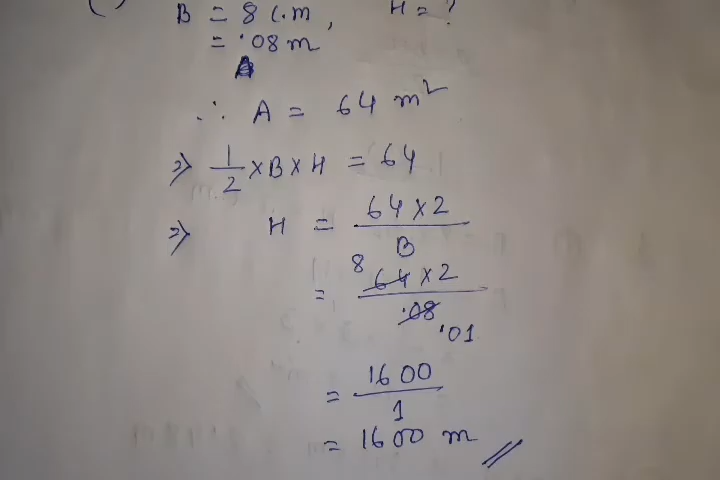 ( ) B = 8 c.m, H = ?
= .08 m
∴ A = 64 m²
⇒ 1/2 × B × H = 64
⇒ H = 64 × 2 / B
= 8 64 × 2 / .08 .01
= 1600 / 1
= 1600 m //